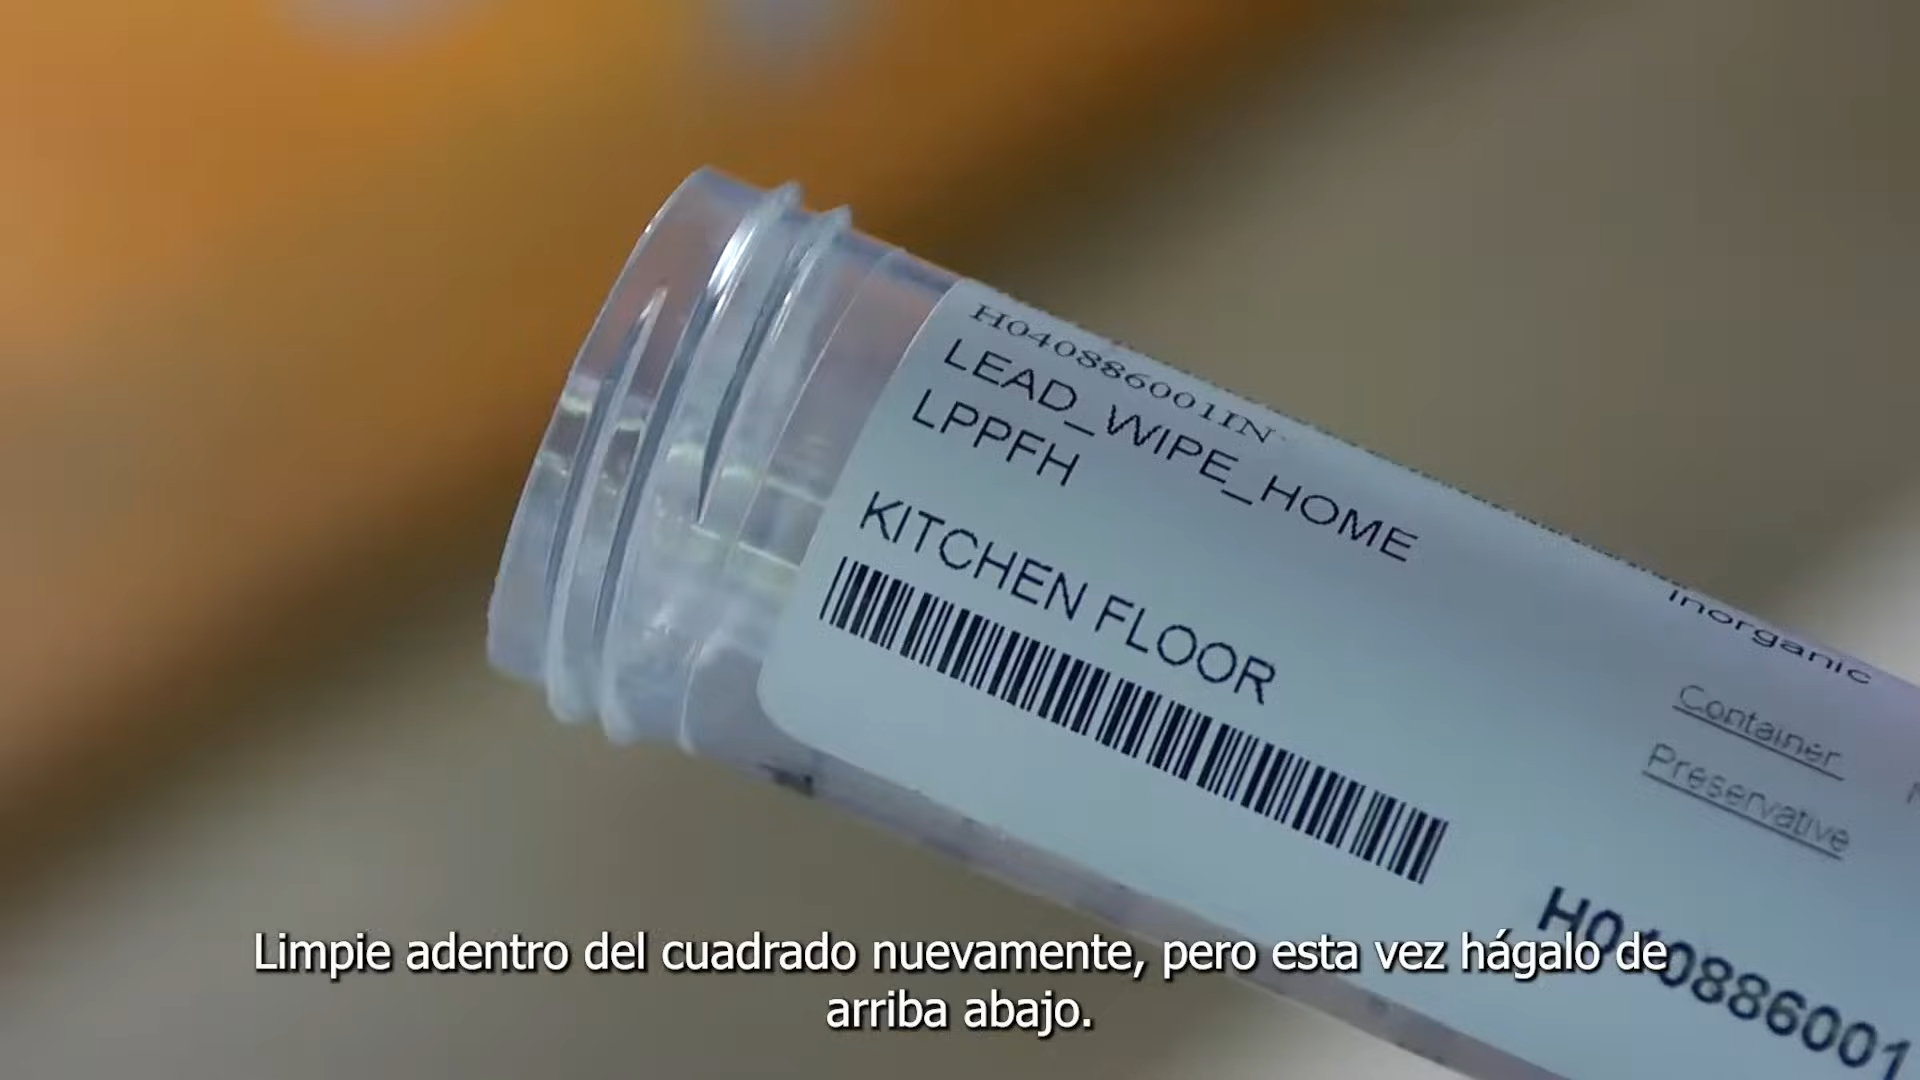 H040886001IN
LEAD_WIPE_HOME
LPPFH
KITCHEN FLOOR
Inorganic
Container
Preservative
H040886001
Limpie adentro del cuadrado nuevamente, pero esta vez hágalo de
arriba abajo.